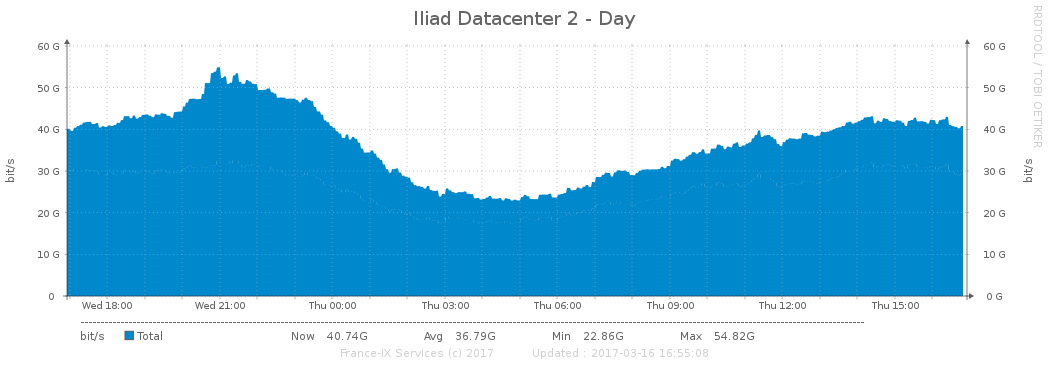 Iliad Datacenter 2 - Day
RRDTOOL / TOBI OETIKER
60 G 60 G
50 G 50 G
40 G 40 G
30 G 30 G
20 G 20 G
10 G 10 G
0 0 G
bit/s bit/s
Wed 18:00 Wed 21:00 Thu 00:00 Thu 03:00 Thu 06:00 Thu 09:00 Thu 12:00 Thu 15:00
bit/s Total Now 40.74G Avg 36.79G Min 22.86G Max 54.82G
France-IX Services (c) 2017 Updated : 2017-03-16 16:55:08